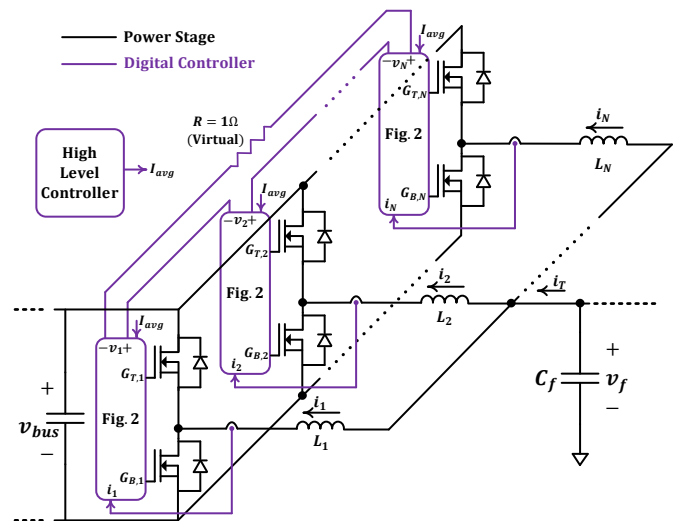 Power Stage
Digital Controller
I_avg
−v_N+
G_T,N
Fig. 2
G_B,N
i_N
i_N
L_N
R = 1Ω
(Virtual)
High
Level
Controller
I_avg
I_avg
−v_2+
G_T,2
Fig. 2
G_B,2
i_2
i_2
L_2
i_T
I_avg
−v_1+
G_T,1
Fig. 2
G_B,1
i_1
i_1
L_1
+
v_bus
−
C_f
+
v_f
−